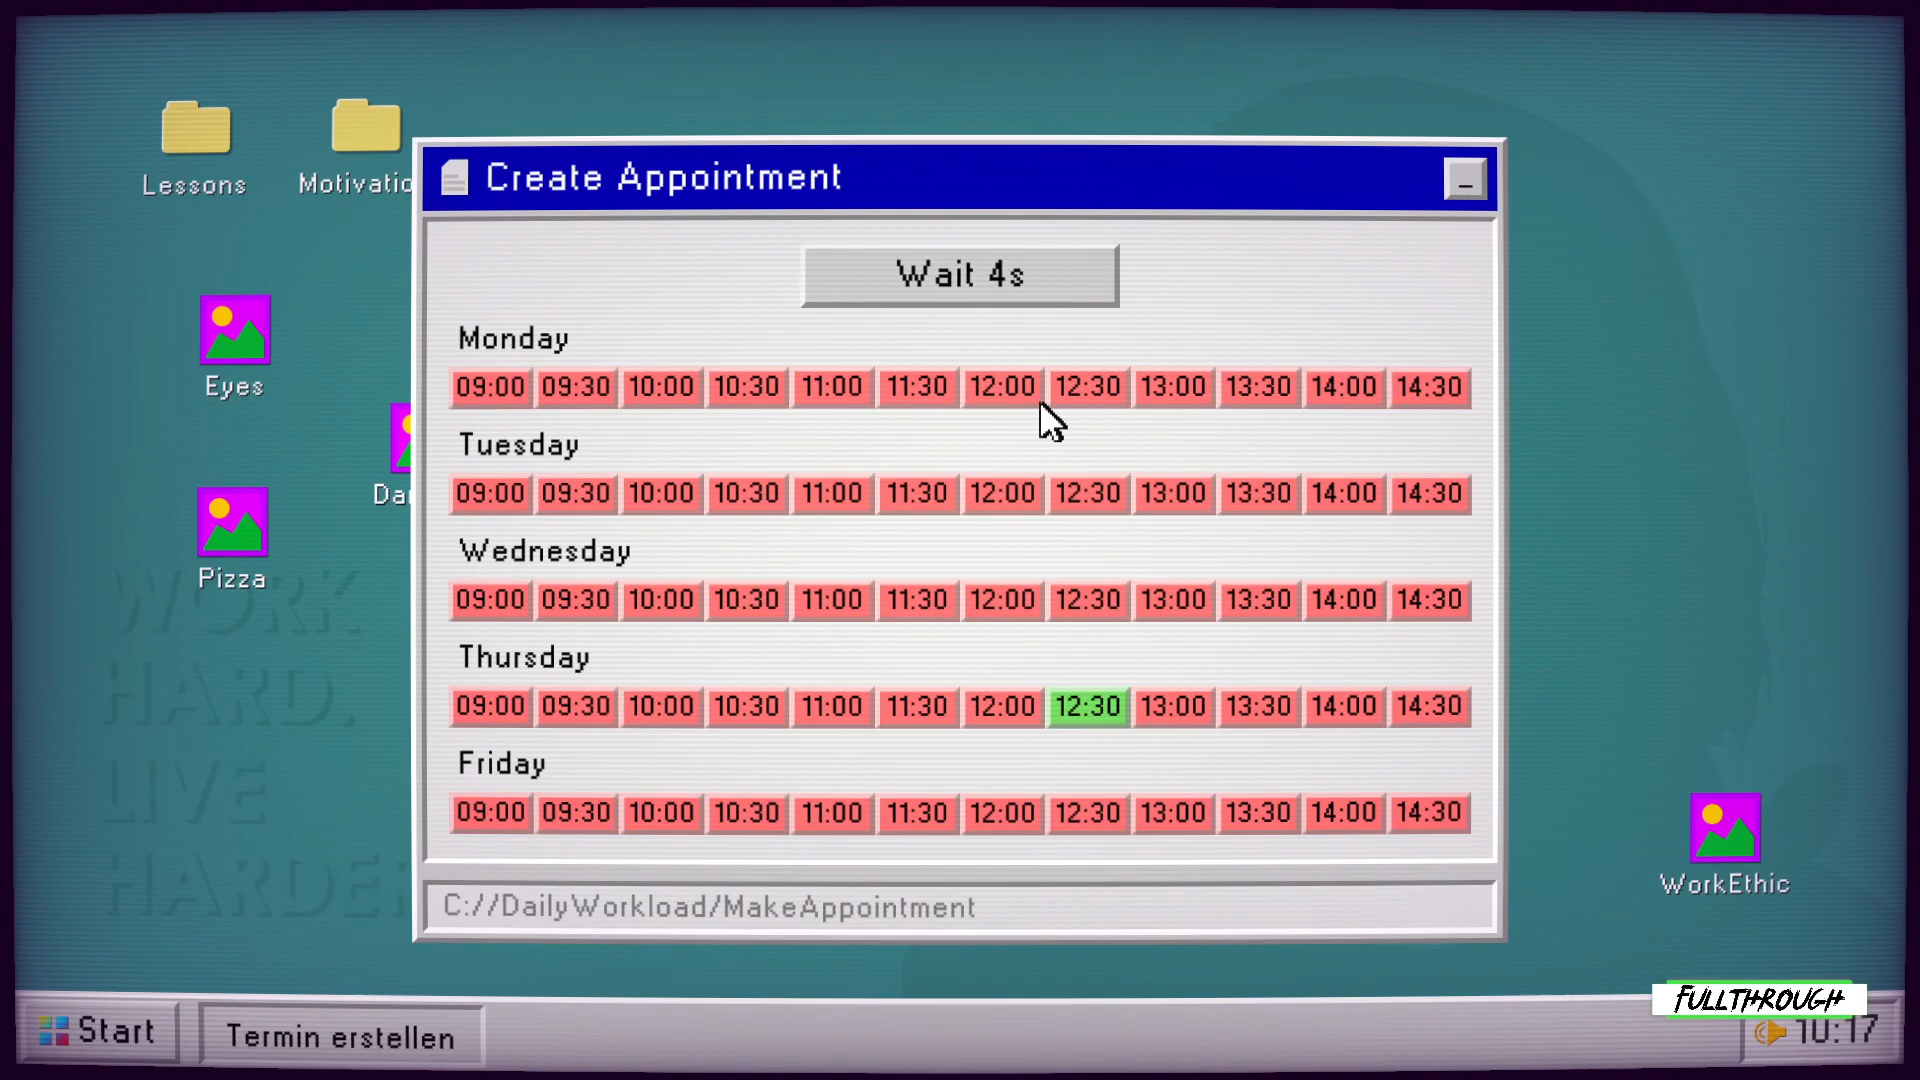 Lessons
Motivatio
Create Appointment
_
Wait 4s
Monday
09:00 09:30 10:00 10:30 11:00 11:30 12:00 12:30 13:00 13:30 14:00 14:30
Tuesday
09:00 09:30 10:00 10:30 11:00 11:30 12:00 12:30 13:00 13:30 14:00 14:30
Wednesday
09:00 09:30 10:00 10:30 11:00 11:30 12:00 12:30 13:00 13:30 14:00 14:30
Thursday
09:00 09:30 10:00 10:30 11:00 11:30 12:00 12:30 13:00 13:30 14:00 14:30
Friday
09:00 09:30 10:00 10:30 11:00 11:30 12:00 12:30 13:00 13:30 14:00 14:30
C://DailyWorkload/MakeAppointment
Eyes
Da
Pizza
WORK
HARD.
LIVE
HARDER
WorkEthic
FULLTHROUGH
Start
Termin erstellen
10:17